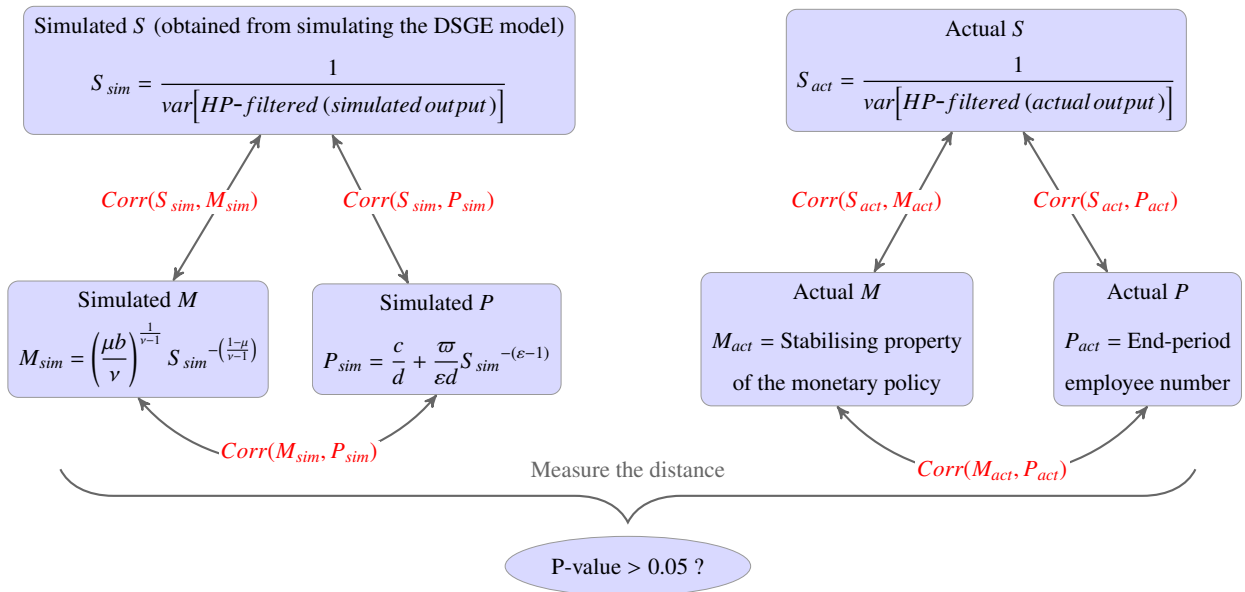 Simulated S (obtained from simulating the DSGE model)
S_sim = 1 / var[HP-filtered (simulated output)]
Corr(S_sim, M_sim)
Corr(S_sim, P_sim)
Simulated M
M_sim = (μb/ν)^(1/(ν−1)) S_sim^−((1−μ)/(ν−1))
Simulated P
P_sim = c/d + ϖ/(εd) S_sim^−(ε−1)
Corr(M_sim, P_sim)
Actual S
S_act = 1 / var[HP-filtered (actual output)]
Corr(S_act, M_act)
Corr(S_act, P_act)
Actual M
M_act = Stabilising property
of the monetary policy
Actual P
P_act = End-period
employee number
Corr(M_act, P_act)
Measure the distance
P-value > 0.05 ?